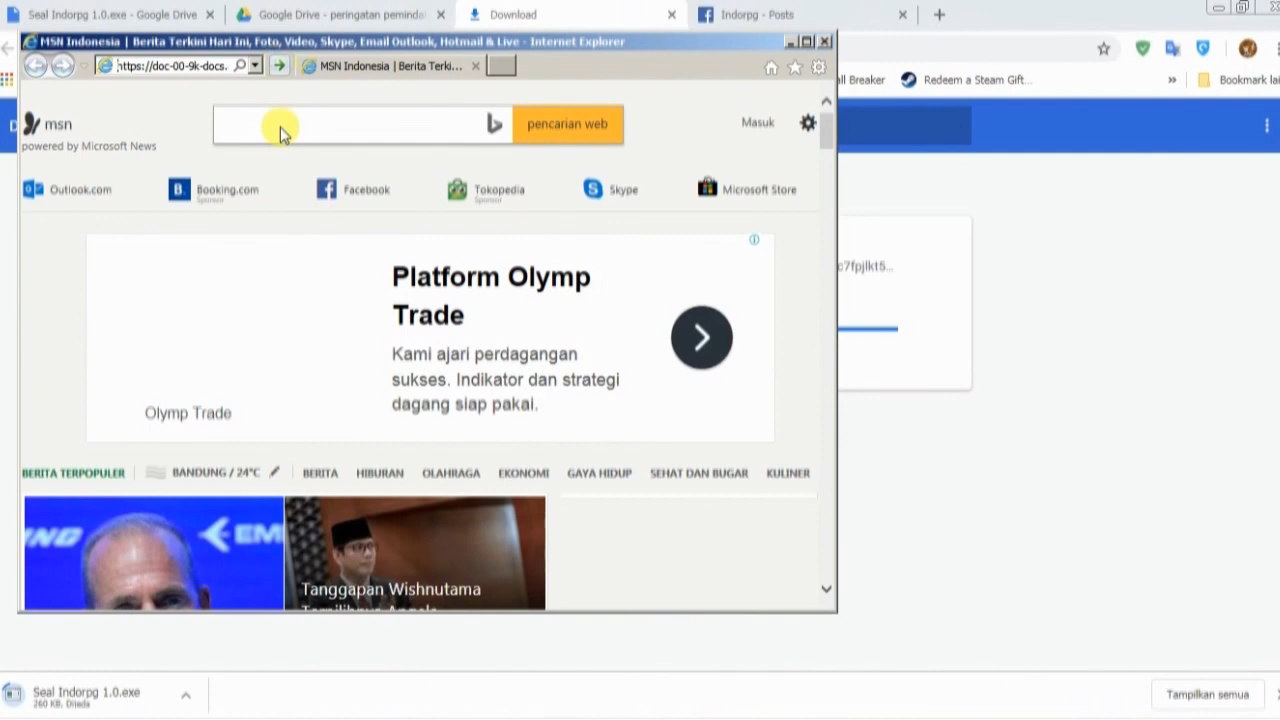 Seal Indorpg 1.0.exe - Google Drive
Google Drive - peringatan peminda
Download
Indorpg - Posts
MSN Indonesia | Berita Terkini Hari Ini, Foto, Video, Skype, Email Outlook, Hotmail & Live - Internet Explorer
ttps://doc-00-9k-docs.
MSN Indonesia | Berita Terki...
all Breaker
Redeem a Steam Gift...
»
Bookmark lai
msn
powered by Microsoft News
pencarian web
Masuk
Outlook.com
Booking.com
Sponsor
Facebook
Tokopedia
Sponsor
Skype
Microsoft Store
Platform Olymp
Trade
Kami ajari perdagangan
sukses. Indikator dan strategi
dagang siap pakai.
Olymp Trade
c7fpjlkt5...
BERITA TERPOPULER
BANDUNG / 24°C
BERITA
HIBURAN
OLAHRAGA
EKONOMI
GAYA HIDUP
SEHAT DAN BUGAR
KULINER
EM
Tanggapan Wishnutama
Seal Indorpg 1.0.exe
260 KB, Dijeda
Tampilkan semua